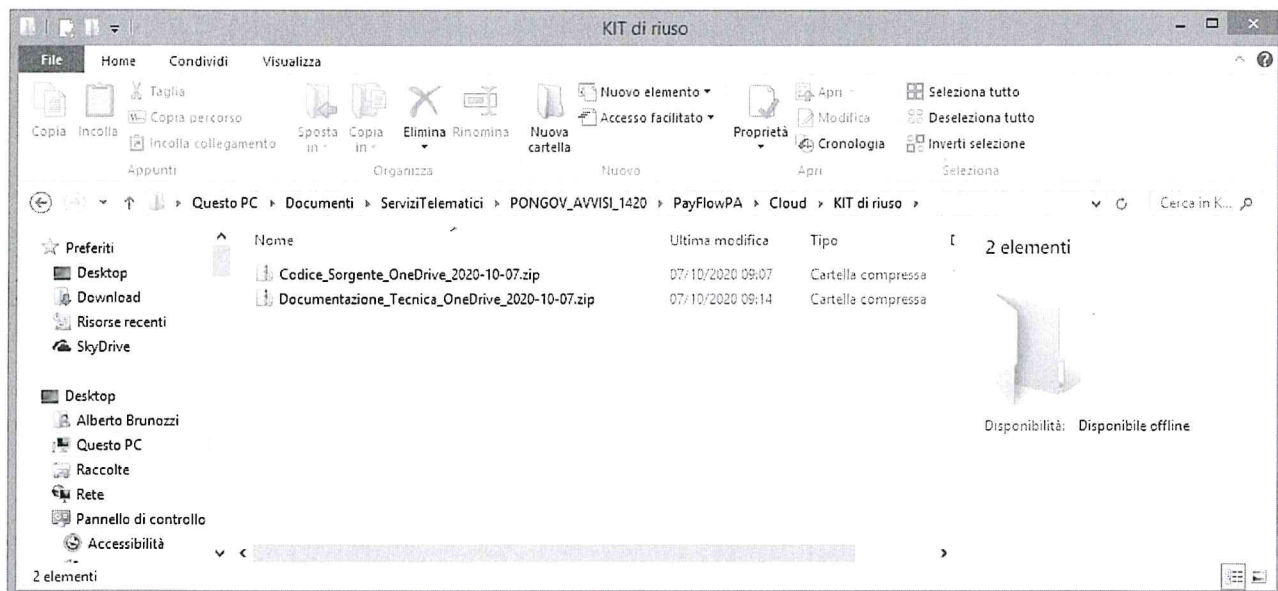 KIT di riuso
File Home Condividi Visualizza
Copia
Incolla
Taglia
Copia percorso
Incolla collegamento
Appunti
Sposta in
Copia in
Elimina
Rinomina
Organizza
Nuova cartella
Nuovo elemento
Accesso facilitato
Nuovo
Proprietà
Apri
Modifica
Cronologia
Apri
Seleziona tutto
Deseleziona tutto
Inverti selezione
Seleziona
Questo PC Documenti ServiziTelematici PONGOV_AVVISI_1420 PayFlowPA Cloud KIT di riuso
Cerca in K...
Preferiti
Desktop
Download
Risorse recenti
SkyDrive
Desktop
Alberto Brunozzi
Questo PC
Raccolte
Rete
Pannello di controllo
Accessibilità
Nome Ultima modifica Tipo
Codice_Sorgente_OneDrive_2020-10-07.zip 07/10/2020 09:07 Cartella compressa
Documentazione_Tecnica_OneDrive_2020-10-07.zip 07/10/2020 09:14 Cartella compressa
2 elementi
Disponibilità: Disponibile offline
2 elementi